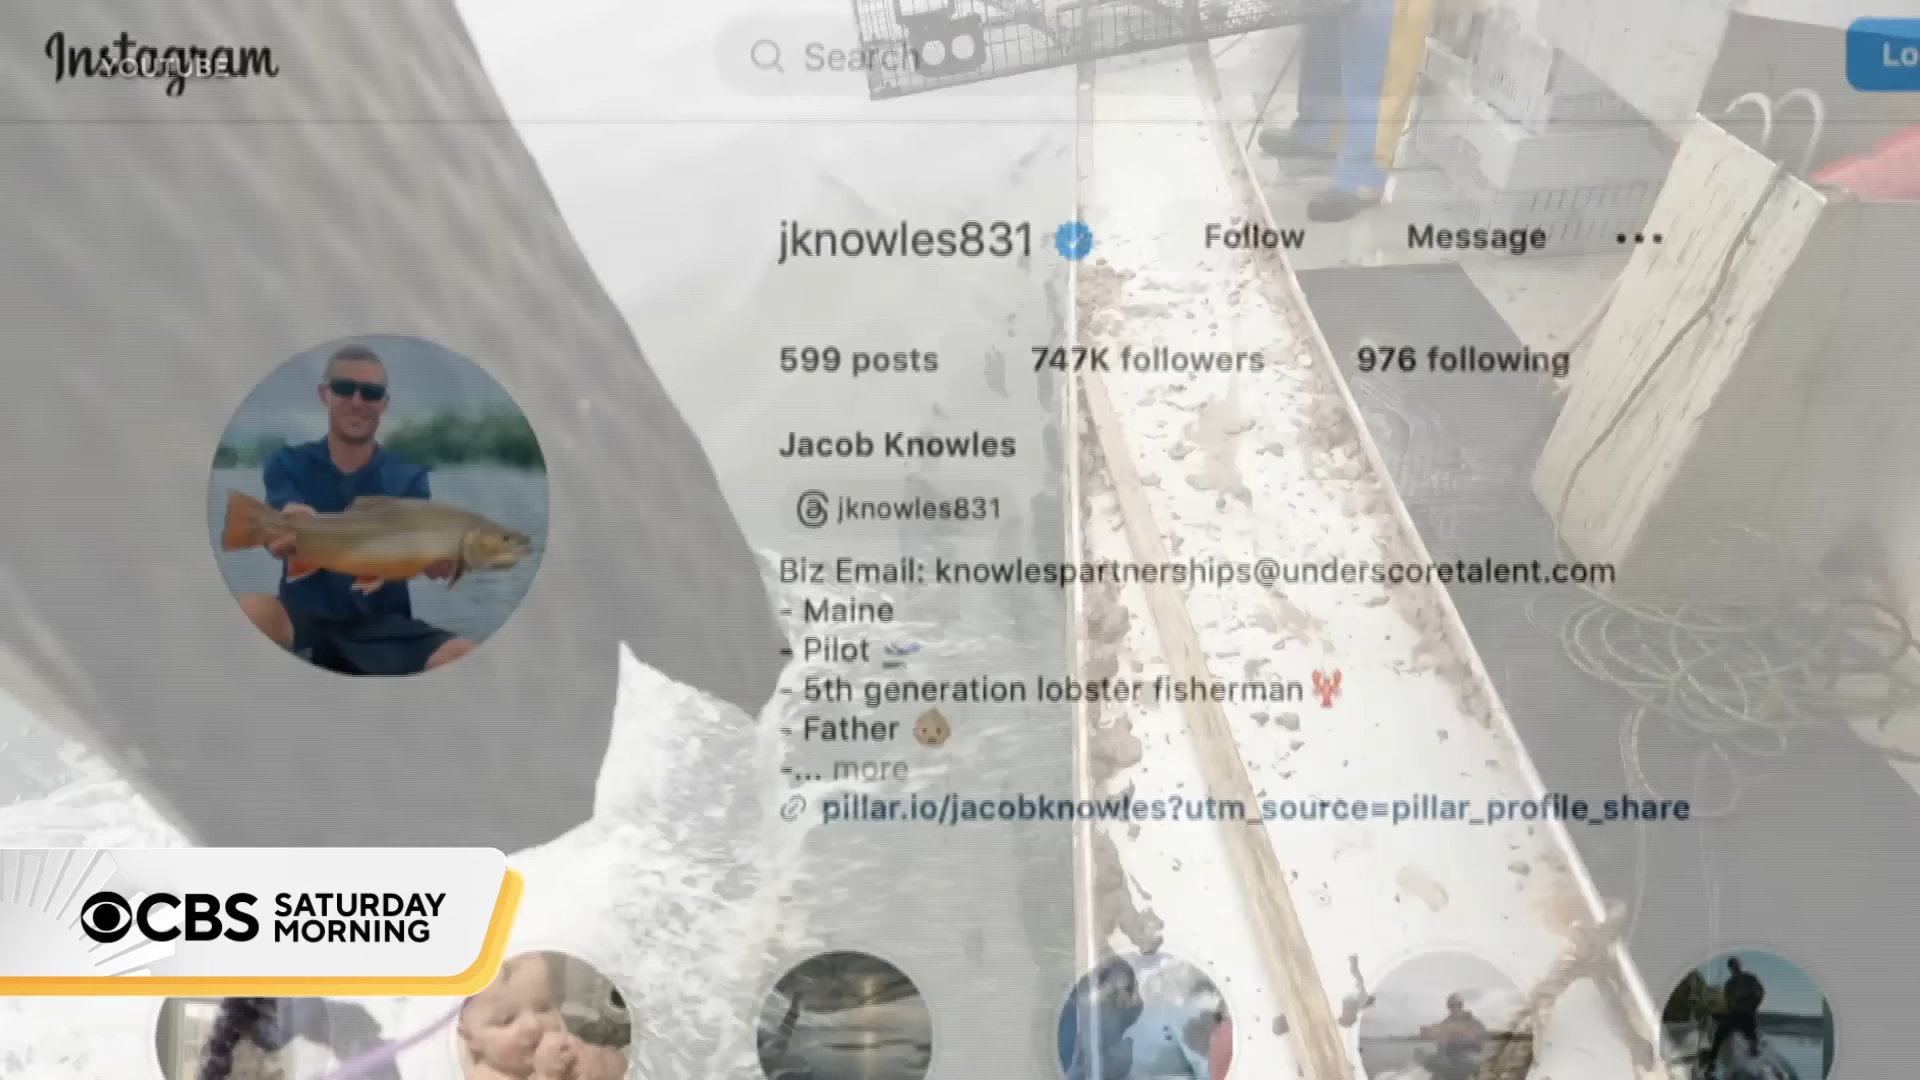 Instagram
YOUTUBE
Search
Lo
jknowles831
Follow
Message
599 posts
747K followers
976 following
Jacob Knowles
jknowles831
Biz Email: knowlespartnerships@underscoretalent.com
- Maine
- Pilot 🛫
- 5th generation lobster fisherman 🦞
- Father 👶🏽
-... more
pillar.io/jacobknowles?utm_source=pillar_profile_share
CBS SATURDAY
MORNING